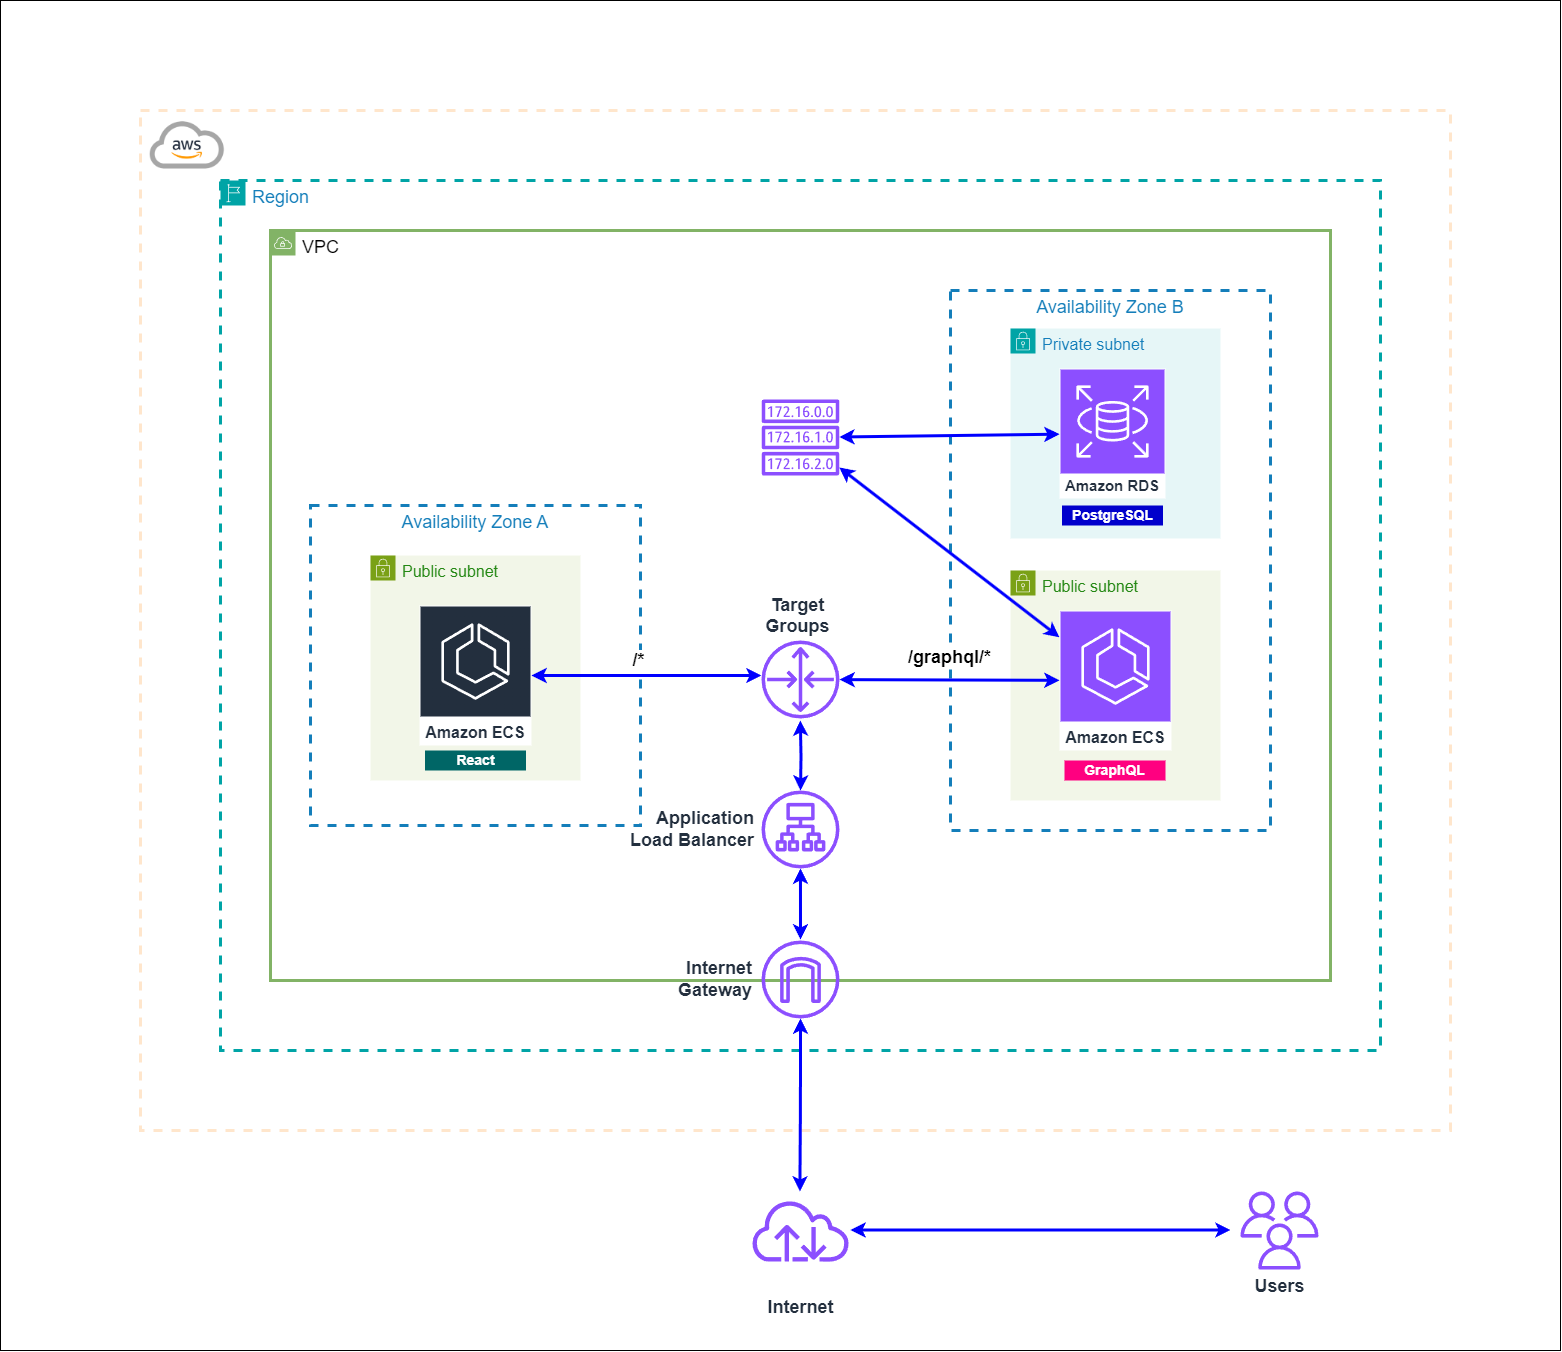 aws
Region
VPC
Availability Zone B
Private subnet
172.16.0.0
172.16.1.0
172.16.2.0
Amazon RDS
PostgreSQL
Availability Zone A
Public subnet
Amazon ECS
React
/*
Target
Groups
/graphql/*
Public subnet
Amazon ECS
GraphQL
Application
Load Balancer
Internet
Gateway
Internet
Users